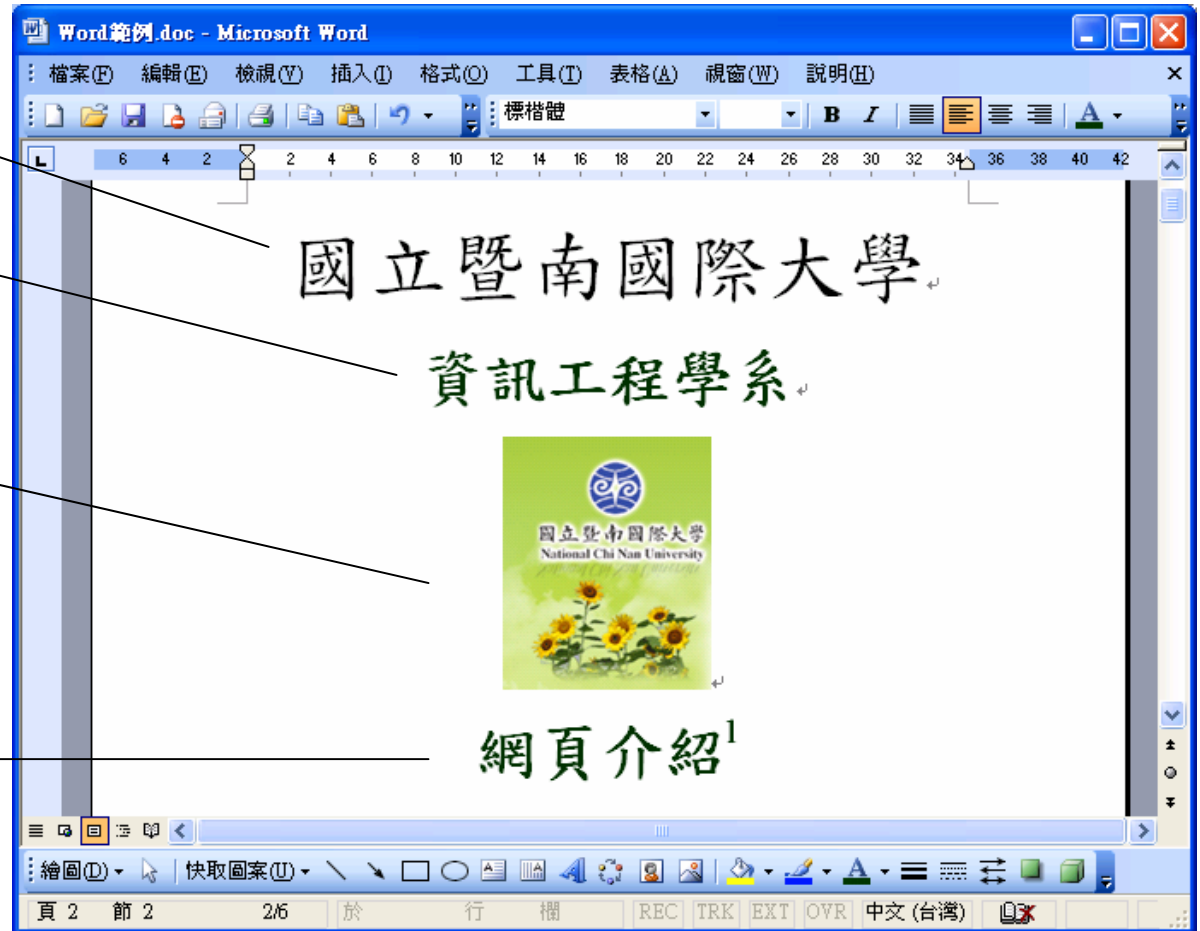 Word範例.doc - Microsoft Word
檔案(F) 編輯(E) 檢視(V) 插入(I) 格式(O) 工具(T) 表格(A) 視窗(W) 說明(H)
標楷體 B I A
L 6 4 2 2 4 6 8 10 12 14 16 18 20 22 24 26 28 30 32 34 36 38 40 42
國立暨南國際大學
資訊工程學系
國立暨南國際大學
National Chi Nan University
網頁介紹1
繪圖(D) 快取圖案(U) A
頁 2 節 2 2/6 於 行 欄 REC TRK EXT OVR 中文 (台灣)